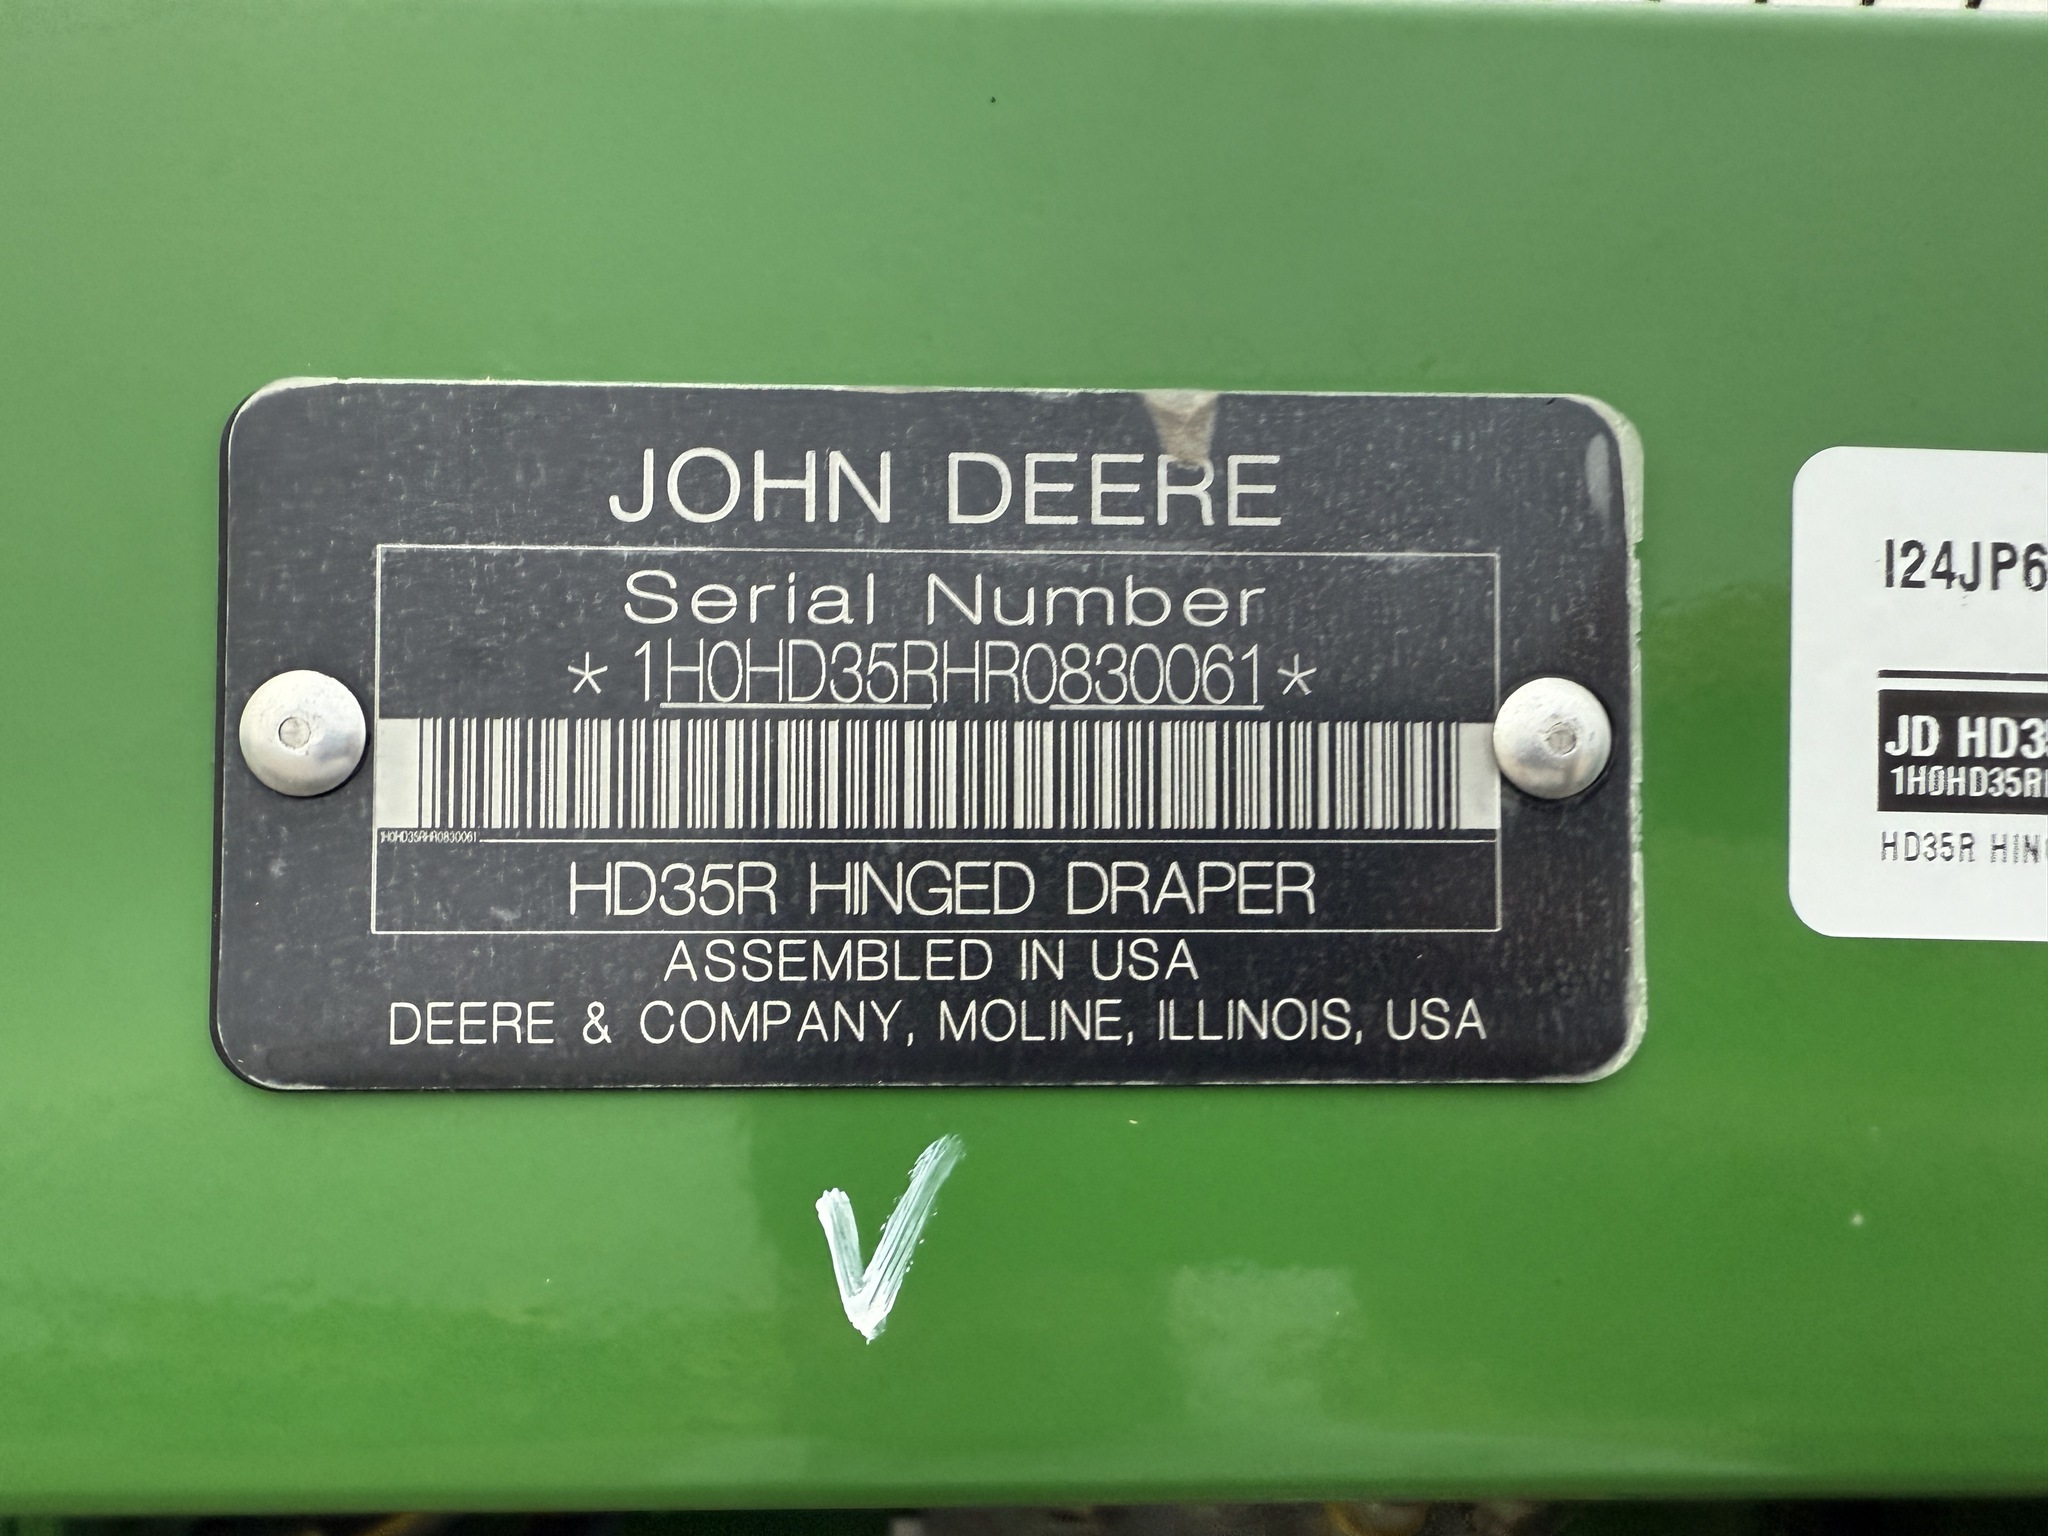 JOHN DEERE
Serial Number
* 1H0HD35RHR0830061 *
1H0HD35RHR0830061
HD35R HINGED DRAPER
ASSEMBLED IN USA
DEERE & COMPANY, MOLINE, ILLINOIS, USA
I24JP6
JD HD3
1H0HD35R
HD35R HIN